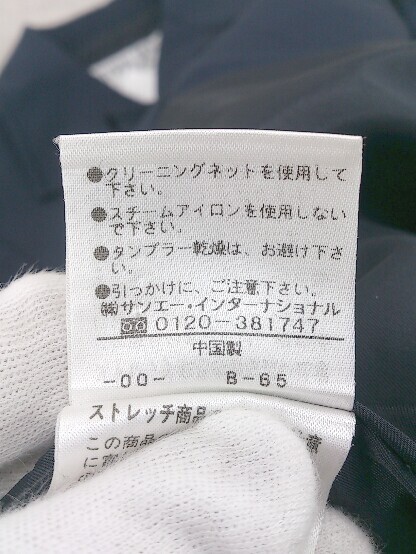 ●クリーニングネットを使用して
下さい。
●スチームアイロンを使用しない
で下さい。
●タンブラー乾燥は、お避け下さ
い。
●引っかけに、ご注意下さい。
㈱サンエー・インターナショナル
0120-381747
中国製
-00- B-65
ストレッチ商品
この商品